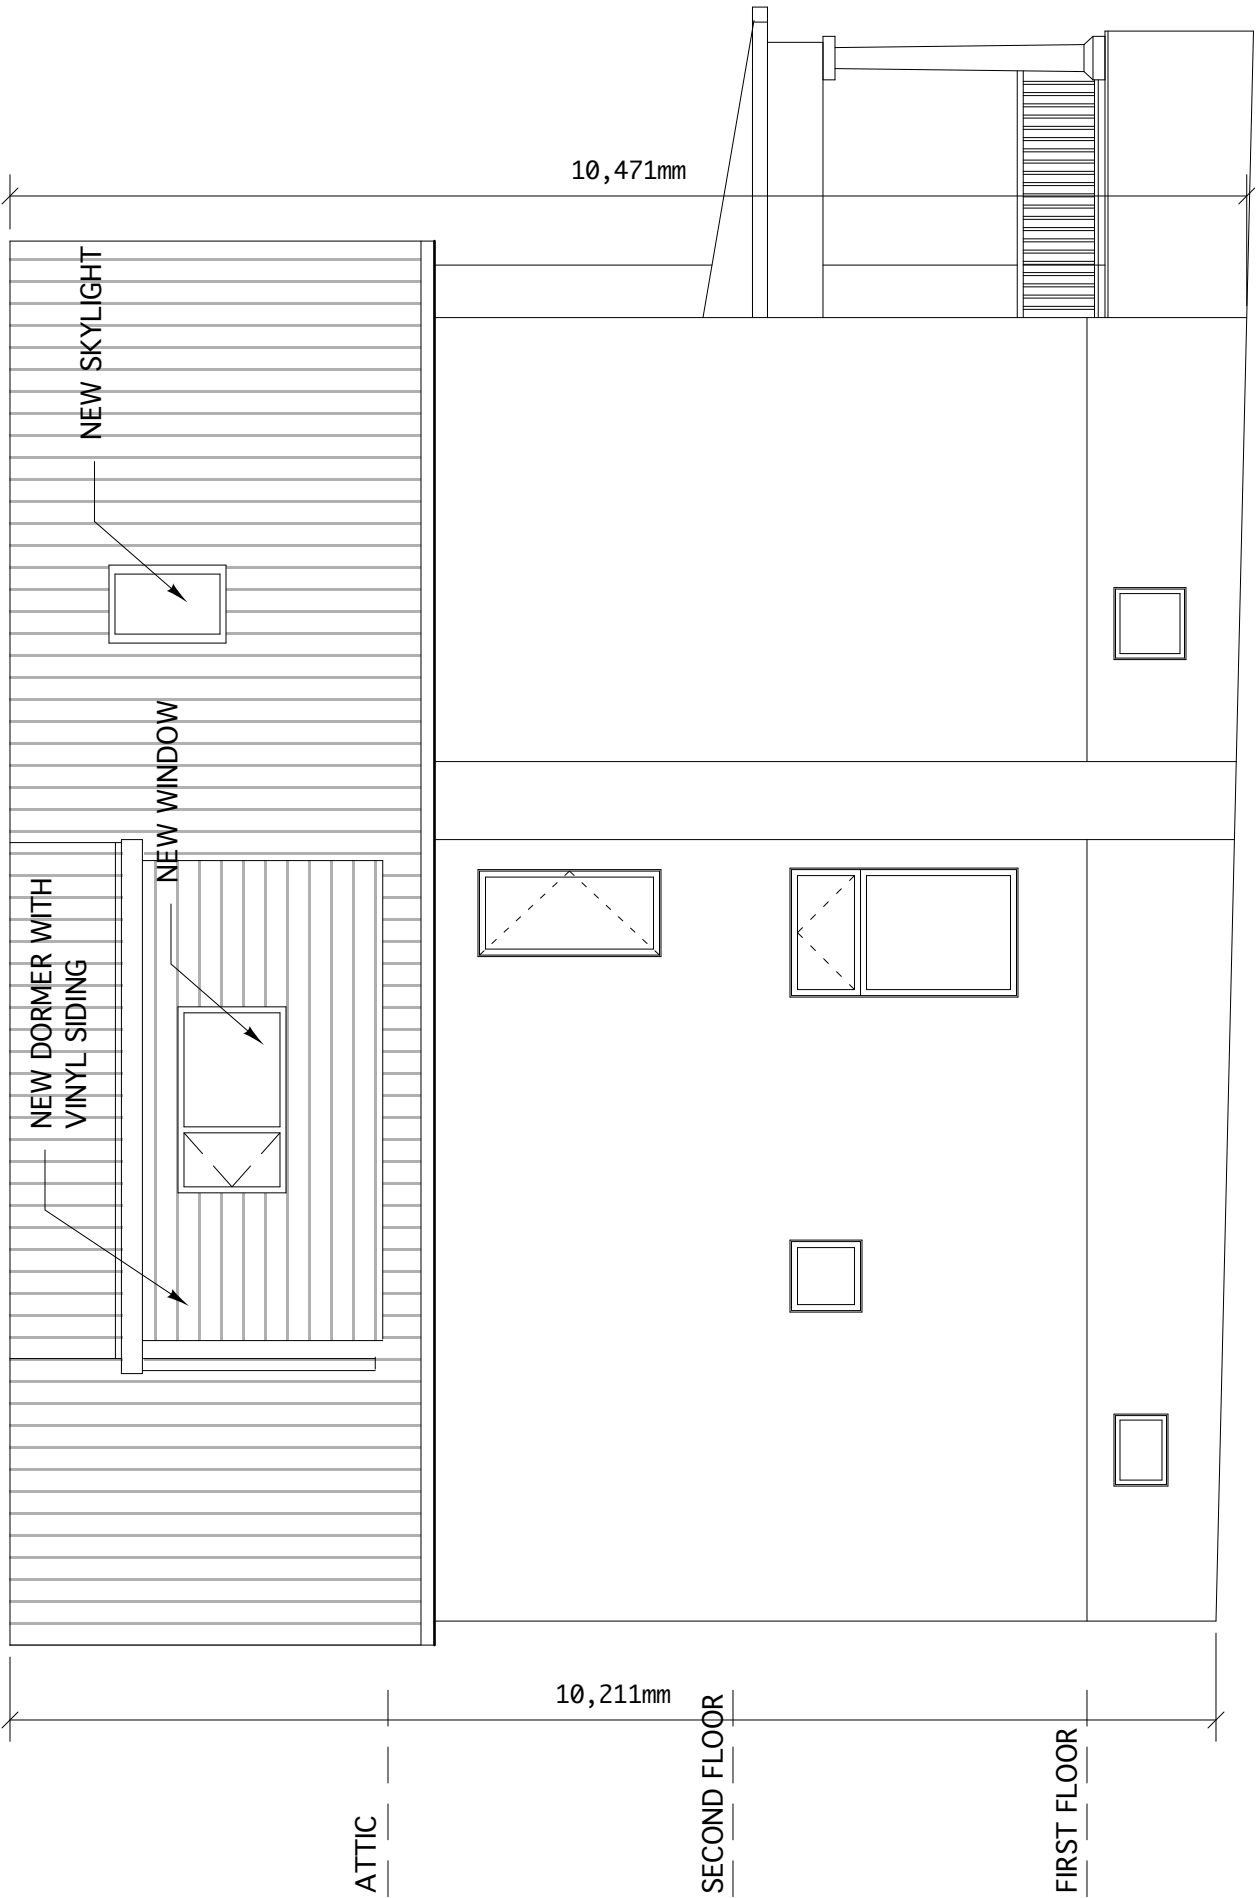 10,471mm
NEW SKYLIGHT
NEW WINDOW
NEW DORMER WITH
VINYL SIDING
10,211mm
ATTIC
SECOND FLOOR
FIRST FLOOR